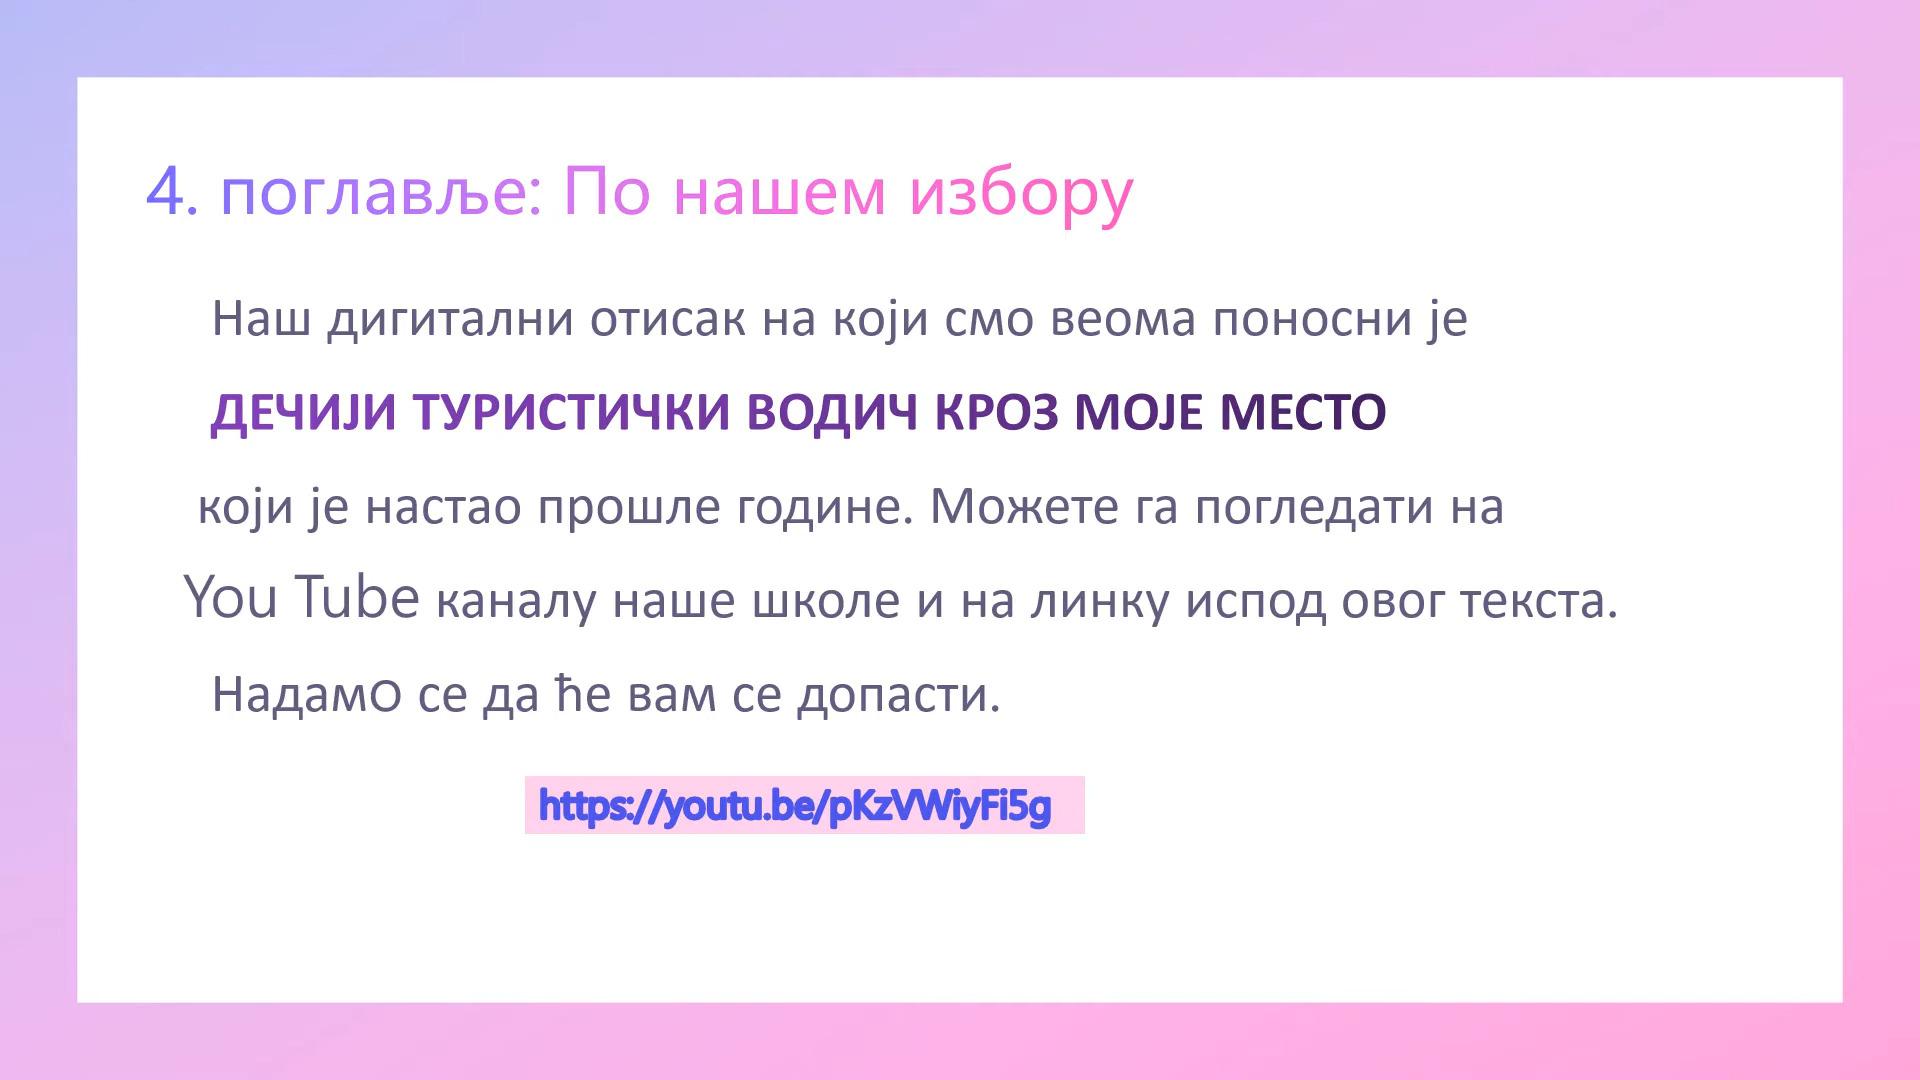 4. поглавље: По нашем избору
Наш дигитални отисак на који смо веома поносни је
ДЕЧИЈИ ТУРИСТИЧКИ ВОДИЧ КРОЗ МОЈЕ МЕСТО
који је настао прошле године. Можете га погледати на
You Tube каналу наше школе и на линку испод овог текста.
Надамо се да ће вам се допасти.
https://youtu.be/pKzVWiyFi5g